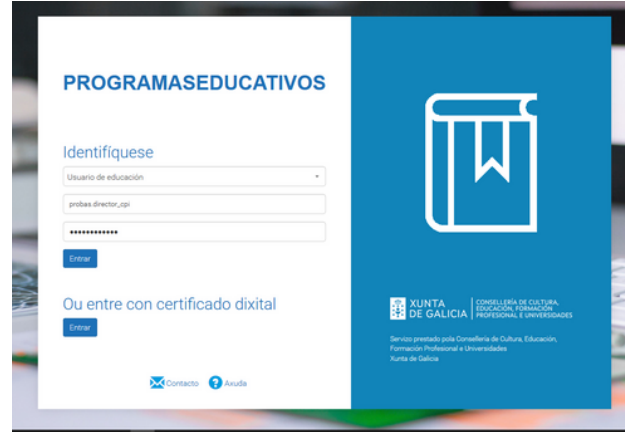 PROGRAMASEDUCATIVOS
Identifíquese
Usuario de educación
probas.director_cpi
Entrar
Ou entre con certificado dixital
Entrar
Contacto
Axuda
XUNTA
DE GALICIA
CONSELLERÍA DE CULTURA,
EDUCACIÓN, FORMACIÓN
PROFESIONAL E UNIVERSIDADES
Servizo prestado pola Consellería de Cultura, Educación,
Formación Profesional e Universidades
Xunta de Galicia